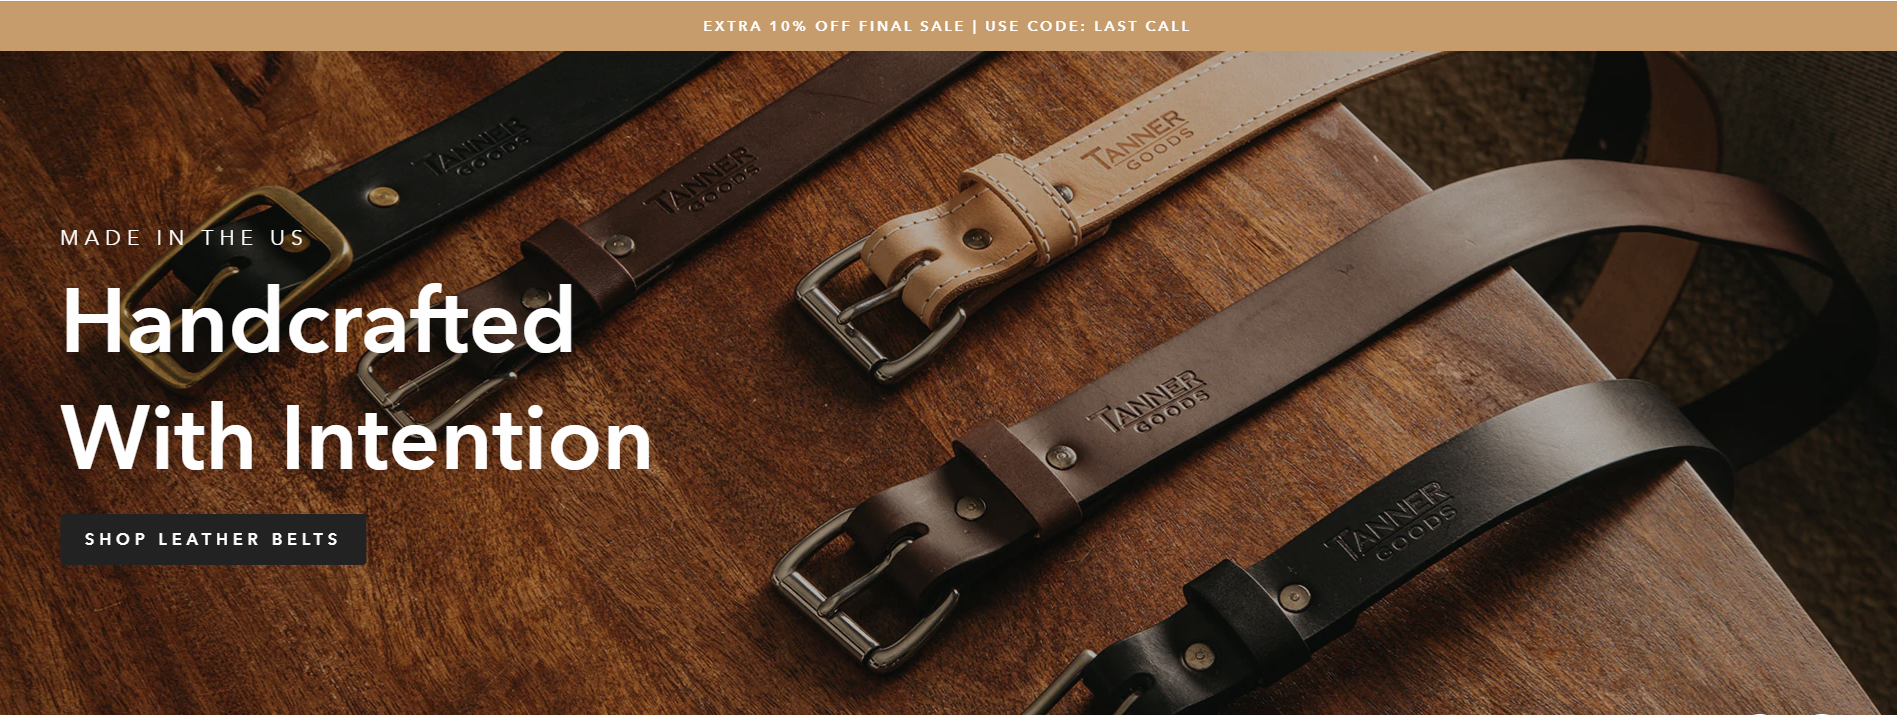 EXTRA 10% OFF FINAL SALE | USE CODE: LAST CALL
TANNER
GOODS
TANNER
GOODS
TANNER
GOODS
MADE IN THE US
Handcrafted
With Intention
TANNER
GOODS
TANNER
GOODS
SHOP LEATHER BELTS